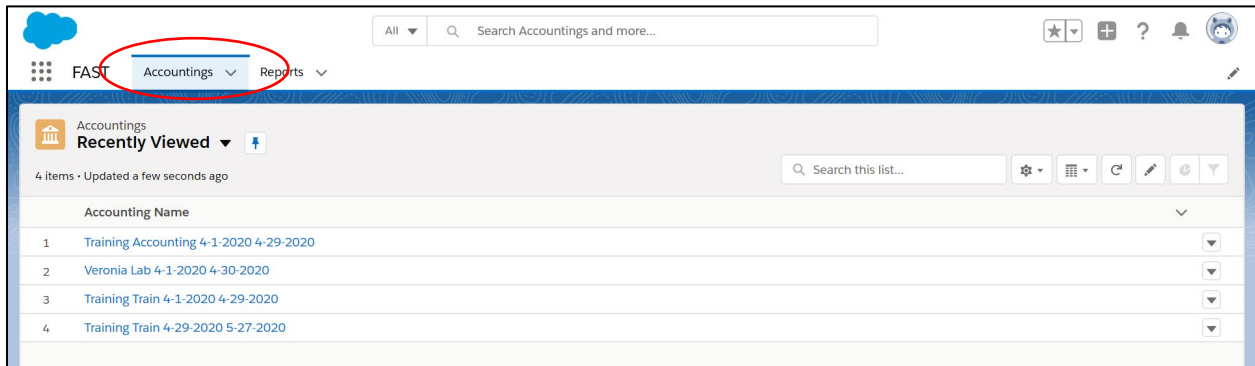 All Search Accountings and more...
FAST Accountings Reports
Accountings
Recently Viewed
4 items • Updated a few seconds ago
Search this list...
Accounting Name
1 Training Accounting 4-1-2020 4-29-2020
2 Veronia Lab 4-1-2020 4-30-2020
3 Training Train 4-1-2020 4-29-2020
4 Training Train 4-29-2020 5-27-2020